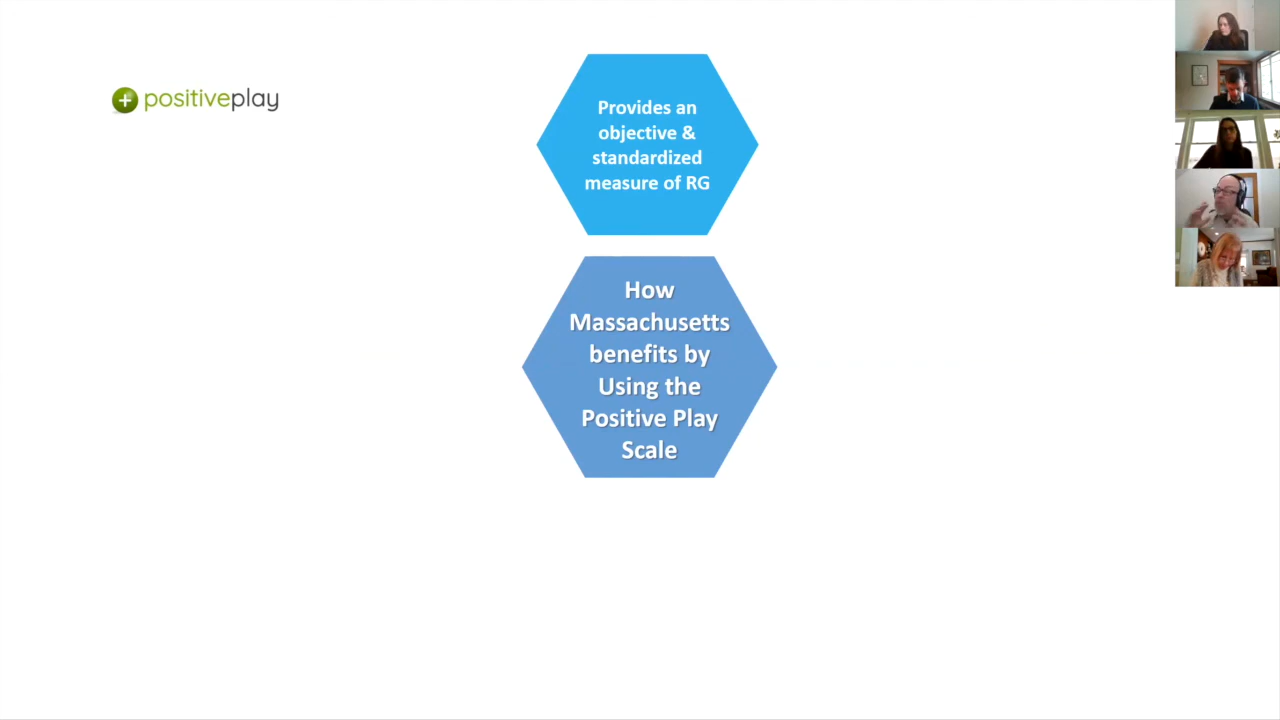 positiveplay
Provides an
objective &
standardized
measure of RG
How
Massachusetts
benefits by
Using the
Positive Play
Scale